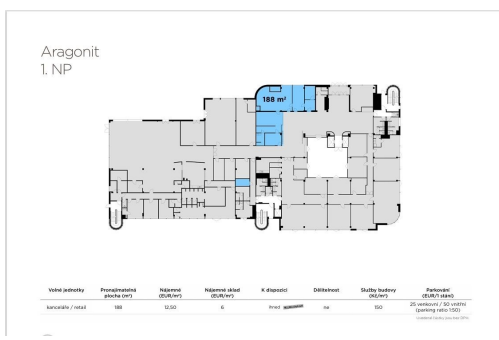 Aragonit
1. NP
188 m²
Volné jednotky Pronajímatelná plocha (m²) Nájemné (EUR/m²) Nájemné sklad (EUR/m²) K dispozici Dělitelnost Služby budovy (Kč/m²) Parkování (EUR/1 stání)
kanceláře / retail 188 12,50 6 ihned ne 150 25 venkovní / 50 vnitřní
(parking ratio 1:50)